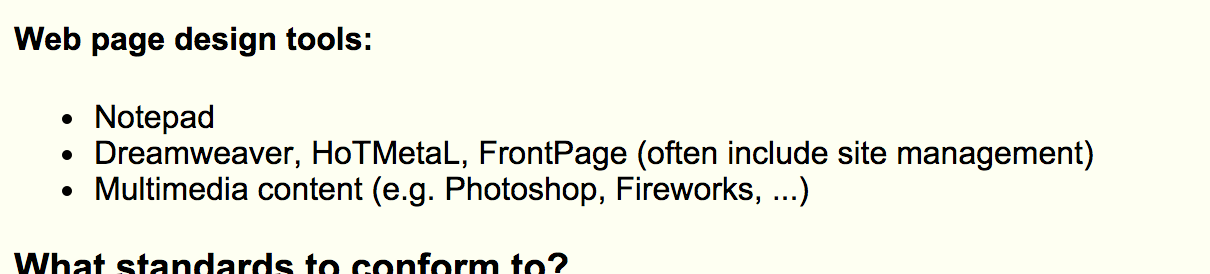 Web page design tools:
• Notepad
• Dreamweaver, HoTMetaL, FrontPage (often include site management)
• Multimedia content (e.g. Photoshop, Fireworks, ...)
What standards to conform to?